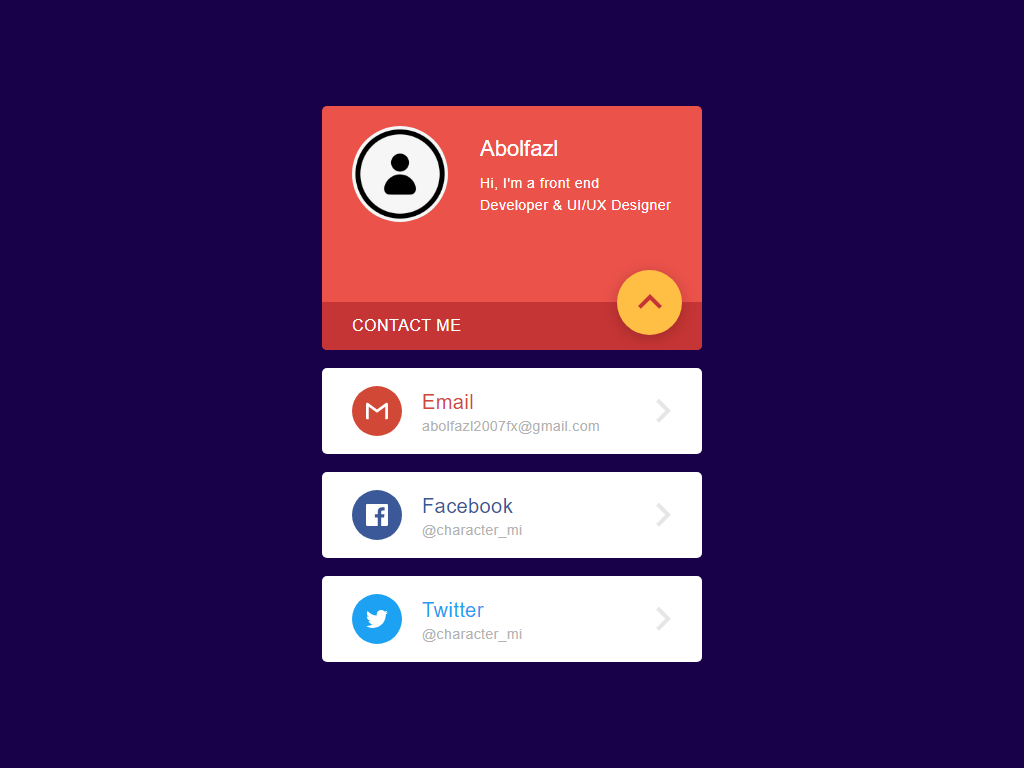 Abolfazl
Hi, I'm a front end
Developer & UI/UX Designer
CONTACT ME
Email
abolfazl2007fx@gmail.com
Facebook
@character_mi
Twitter
@character_mi